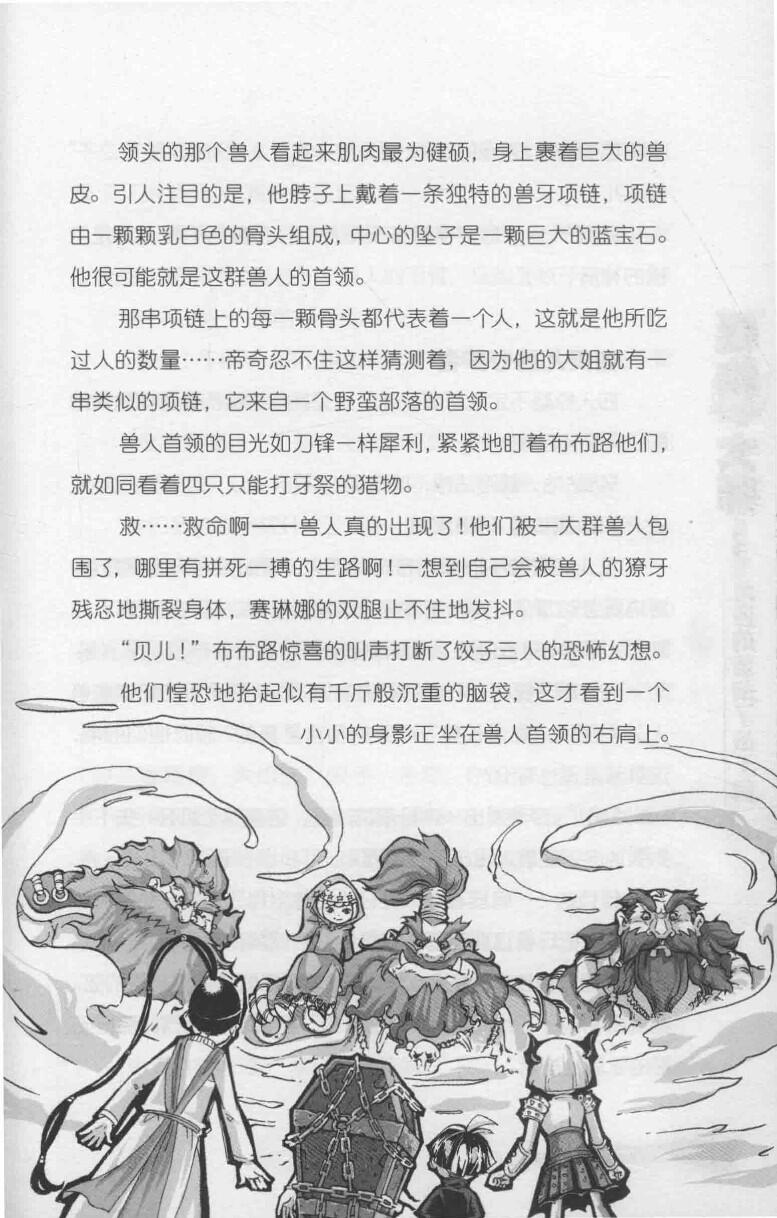 领头的那个兽人看起来肌肉最为健硕，身上裹着巨大的兽
皮。引人注目的是，他脖子上戴着一条独特的兽牙项链，项链
由一颗颗乳白色的骨头组成，中心的坠子是一颗巨大的蓝宝石。
他很可能就是这群兽人的首领。
那串项链上的每一颗骨头都代表着一个人，这就是他所吃
过人的数量……帝奇忍不住这样猜测着，因为他的大姐就有一
串类似的项链，它来自一个野蛮部落的首领。
兽人首领的目光如刀锋一样犀利，紧紧地盯着布布路他们，
就如同看着四只只能打牙祭的猎物。
救……救命啊——兽人真的出现了！他们被一大群兽人包
围了，哪里有拼死一搏的生路啊！一想到自己会被兽人的獠牙
残忍地撕裂身体，赛琳娜的双腿止不住地发抖。
“贝儿！”布布路惊喜的叫声打断了饺子三人的恐怖幻想。
他们惶恐地抬起似有千斤般沉重的脑袋，这才看到一个
小小的身影正坐在兽人首领的右肩上。